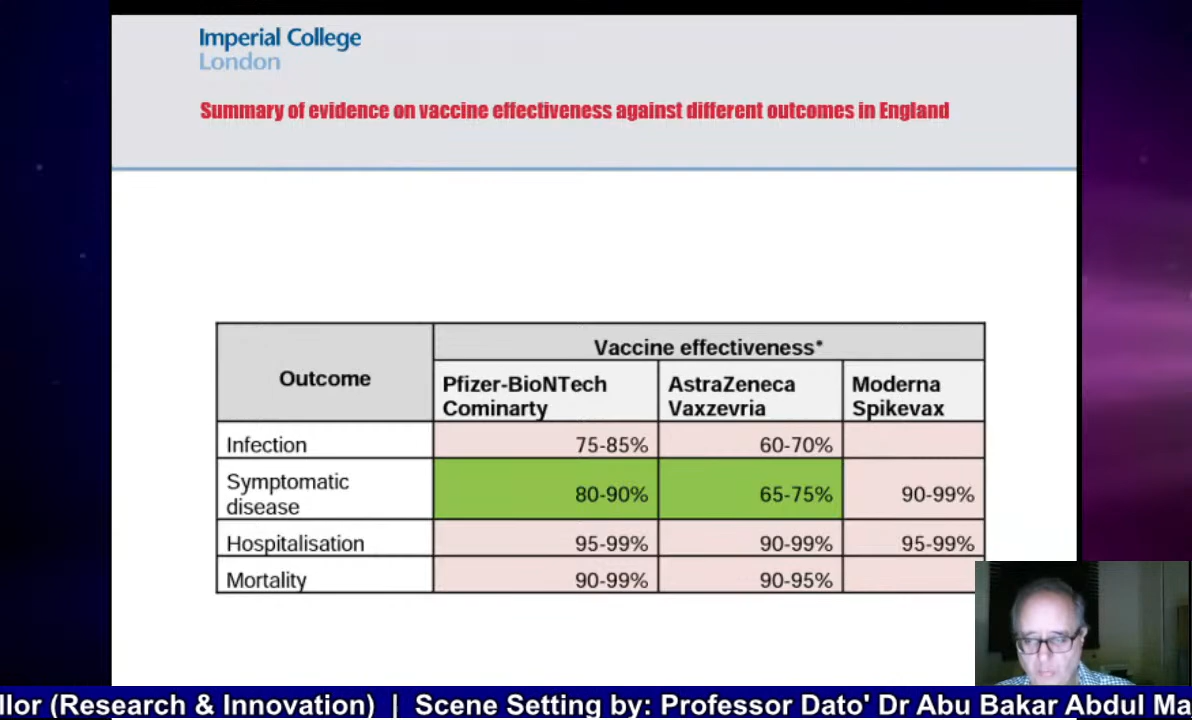 Imperial College
London
Summary of evidence on vaccine effectiveness against different outcomes in England
Outcome
Vaccine effectiveness*
Pfizer-BioNTech
Cominarty
AstraZeneca
Vaxzevria
Moderna
Spikevax
Infection 75-85% 60-70%
Symptomatic
disease 80-90% 65-75% 90-99%
Hospitalisation 95-99% 90-99% 95-99%
Mortality 90-99% 90-95%
llor (Research & Innovation) | Scene Setting by: Professor Dato' Dr Abu Bakar Abdul Ma